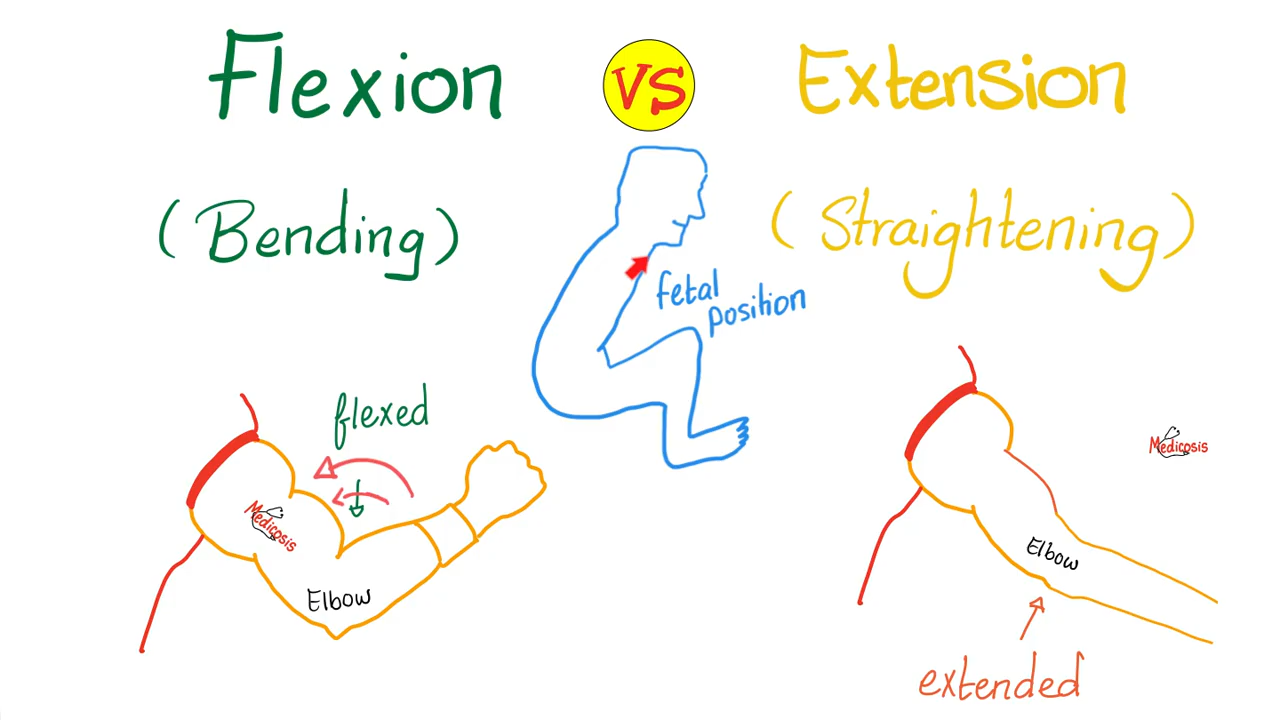 Flexion
VS
Extension
(Bending)
(Straightening)
fetal
position
flexed
Medicosis
Elbow
Medicosis
Elbow
extended